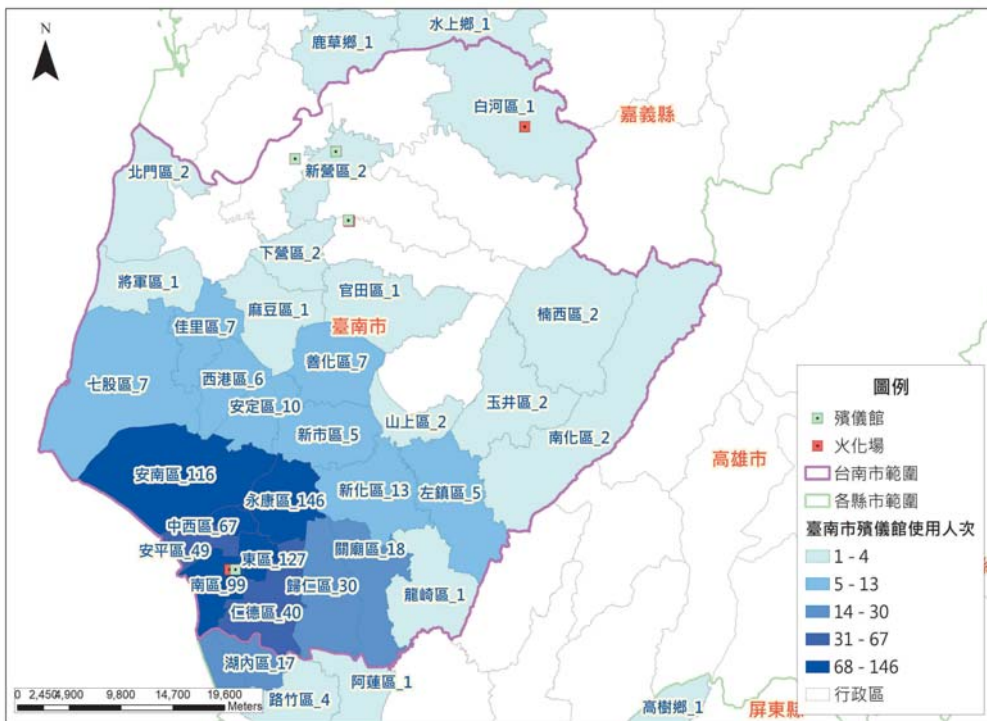 N
水上鄉_1
鹿草鄉_1
白河區_1
嘉義縣
北門區_2
新營區_2
下營區_2
將軍區_1
官田區_1
麻豆區_1
楠西區_2
佳里區_7
臺南市
善化區_7
七股區_7
西港區_6
玉井區_2
安定區_10
山上區_2
新市區_5
南化區_2
高雄市
安南區_116
新化區_13
左鎮區_5
永康區_146
中西區_67
安平區_49
東區_127
關廟區_18
南區_99
歸仁區_30
龍崎區_1
仁德區_40
湖內區_17
阿蓮區_1
路竹區_4
高樹鄉_1
屏東縣
0 2,450 4,900 9,800 14,700 19,600
Meters
圖例
殯儀館
火化場
台南市範圍
各縣市範圍
臺南市殯儀館使用人次
1 - 4
5 - 13
14 - 30
31 - 67
68 - 146
行政區